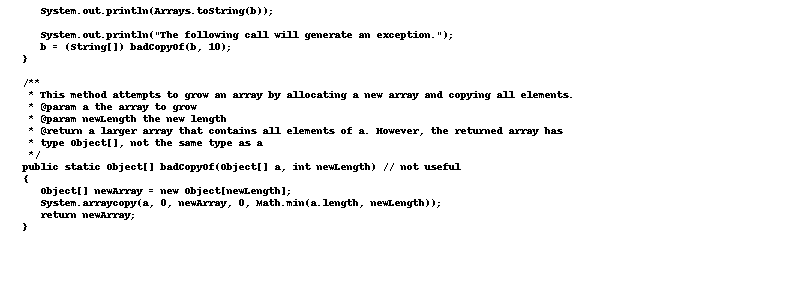 System.out.println(Arrays.toString(b));
System.out.println("The following call will generate an exception.");
b = (String[]) badCopyOf(b, 10);
}
/**
* This method attempts to grow an array by allocating a new array and copying all elements.
* @param a the array to grow
* @param newLength the new length
* @return a larger array that contains all elements of a. However, the returned array has
* type Object[], not the same type as a
*/
public static Object[] badCopyOf(Object[] a, int newLength) // not useful
{
Object[] newArray = new Object[newLength];
System.arraycopy(a, 0, newArray, 0, Math.min(a.length, newLength));
return newArray;
}